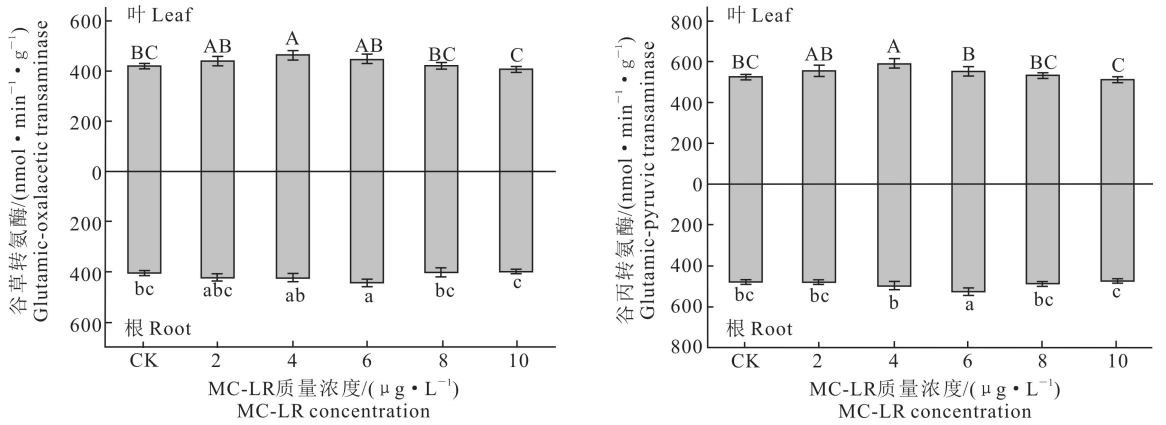 叶 Leaf
600
400
200
0
200
400
600
BC
AB
A
AB
BC
C
bc
abc
ab
a
bc
c
根 Root
CK
2
4
6
8
10
MC-LR质量浓度/(μg·L⁻¹)
MC-LR concentration
谷草转氨酶/(nmol·min⁻¹·g⁻¹)
Glutamic-oxalacetic transaminase
叶 Leaf
800
600
400
200
0
200
400
600
800
BC
AB
A
B
BC
C
bc
bc
b
a
bc
c
根 Root
CK
2
4
6
8
10
MC-LR质量浓度/(μg·L⁻¹)
MC-LR concentration
谷丙转氨酶/(nmol·min⁻¹·g⁻¹)
Glutamic-pyruvic transaminase